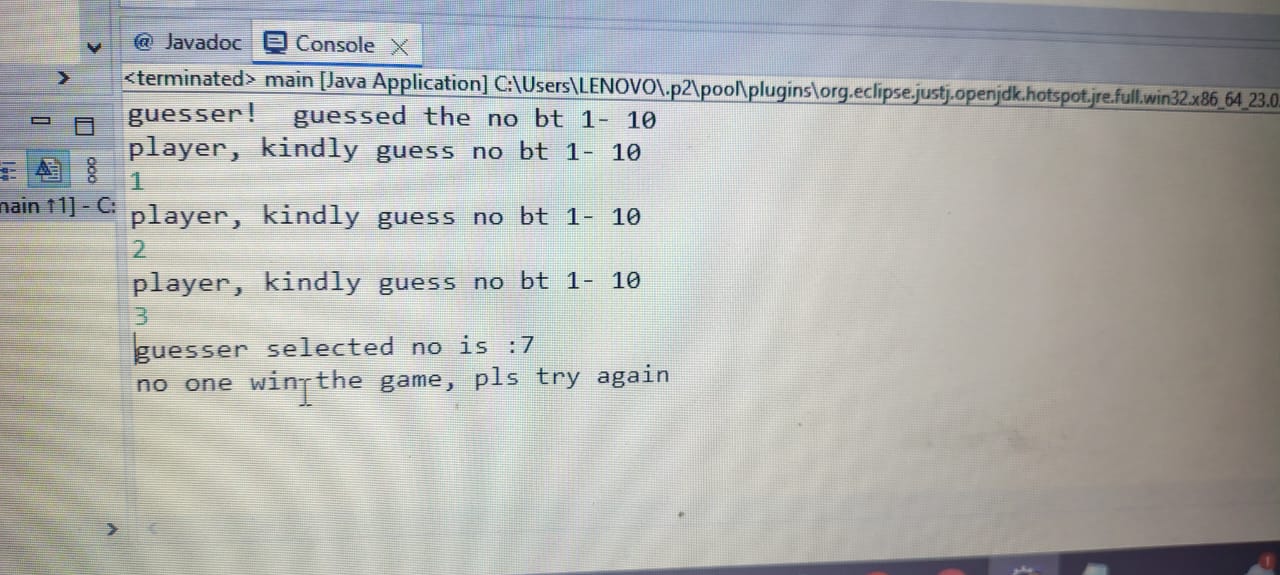 @ Javadoc Console
<terminated> main [Java Application] C:\Users\LENOVO\.p2\pool\plugins\org.eclipse.justj.openjdk.hotspot.jre.full.win32.x86_64_23.0
guesser!  guessed the no bt 1- 10
player, kindly guess no bt 1- 10
1
main ↑1] - C:
player, kindly guess no bt 1- 10
2
player, kindly guess no bt 1- 10
3
guesser selected no is :7
no one win the game, pls try again